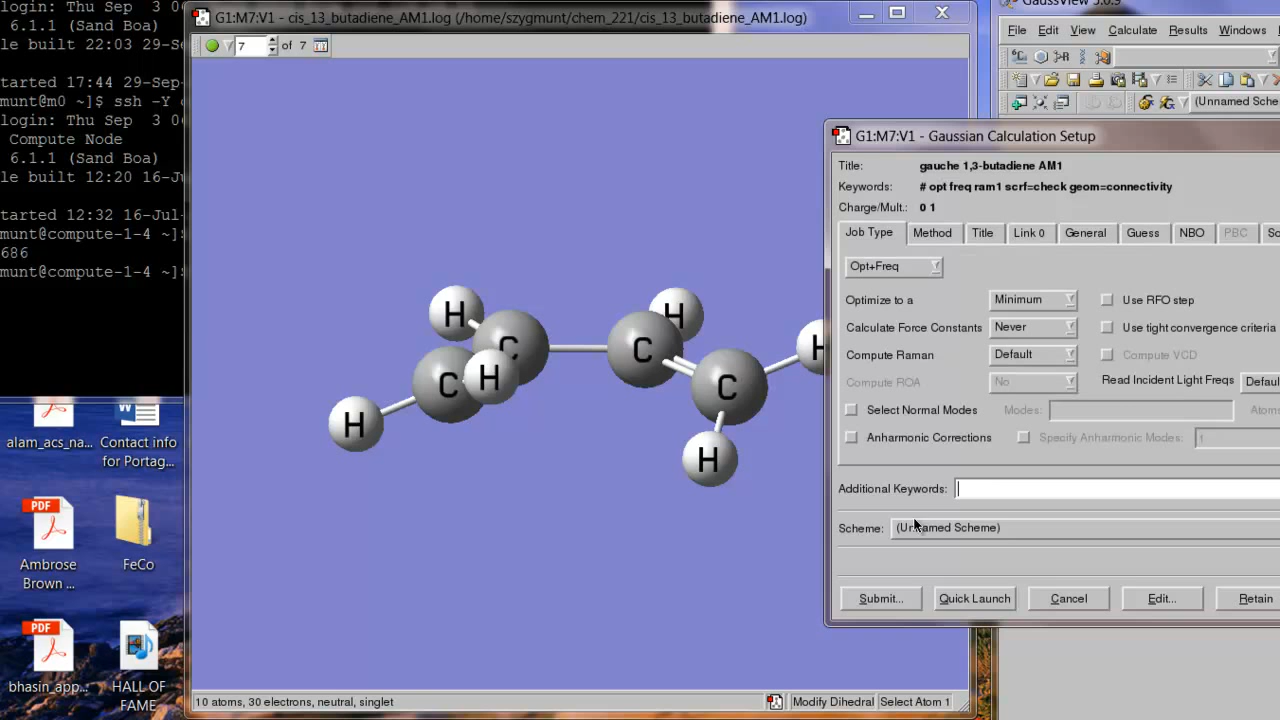 login: Thu Sep  3 0
6.1.1 (Sand Boa)
le built 22:03 29-S
tarted 17:44 29-Sep
munt@m0 ~]$ ssh -Y
login: Thu Sep  3 0
Compute Node
6.1.1 (Sand Boa)
le built 12:20 16-J
tarted 12:32 16-Jul
munt@compute-1-4 ~]$
686
munt@compute-1-4 ~]$
alam_acs_na...
Contact info
for Portag...
Ambrose
Brown ...
FeCo
bhasin_app...
HALL OF
FAME
PDF
PDF
G1:M7:V1 - cis_13_butadiene_AM1.log (/home/szygmunt/chem_221/cis_13_butadiene_AM1.log)
7 of 7
H
C
H
C
H
C
H
C
H
H
10 atoms, 30 electrons, neutral, singlet
Modify Dihedral
Select Atom 1
GaussView 5.0.9
File Edit View Calculate Results Windows
(Unnamed Sche
G1:M7:V1 - Gaussian Calculation Setup
Title: gauche 1,3-butadiene AM1
Keywords: # opt freq ram1 scrf=check geom=connectivity
Charge/Mult.: 0 1
Job Type Method Title Link 0 General Guess NBO PBC So
Opt+Freq
Optimize to a Minimum Use RFO step
Calculate Force Constants Never Use tight convergence criteria
Compute Raman Default Compute VCD
Compute ROA No Read Incident Light Freqs Defaul
Select Normal Modes Modes: Atoms
Anharmonic Corrections Specify Anharmonic Modes: 1
Additional Keywords:
Scheme: (Unnamed Scheme)
Submit... Quick Launch Cancel Edit... Retain